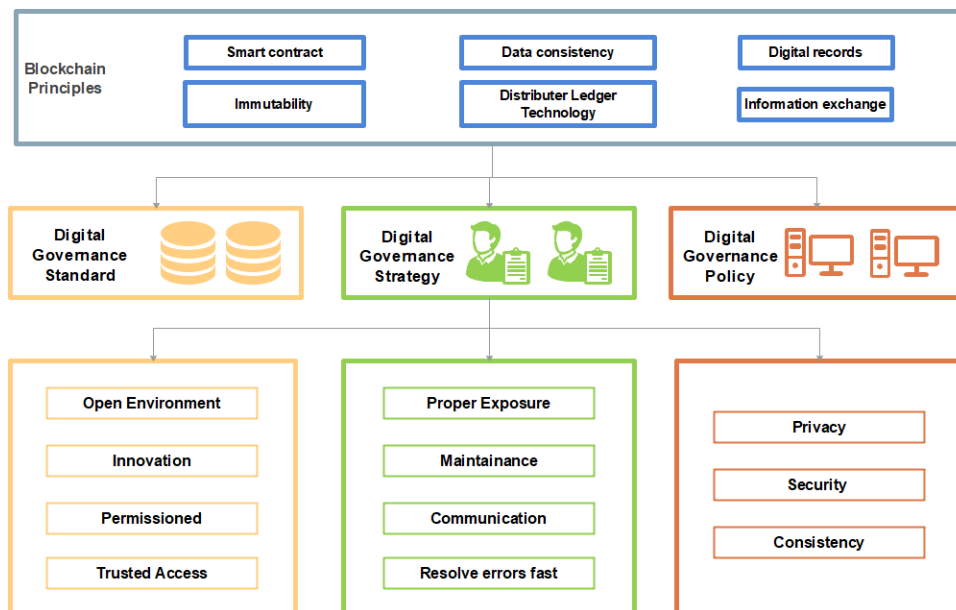 Blockchain
Principles
Smart contract
Data consistency
Digital records
Immutability
Distributer Ledger
Technology
Information exchange
Digital
Governance
Standard
Digital
Governance
Strategy
Digital
Governance
Policy
Open Environment
Innovation
Permissioned
Trusted Access
Proper Exposure
Maintainance
Communication
Resolve errors fast
Privacy
Security
Consistency